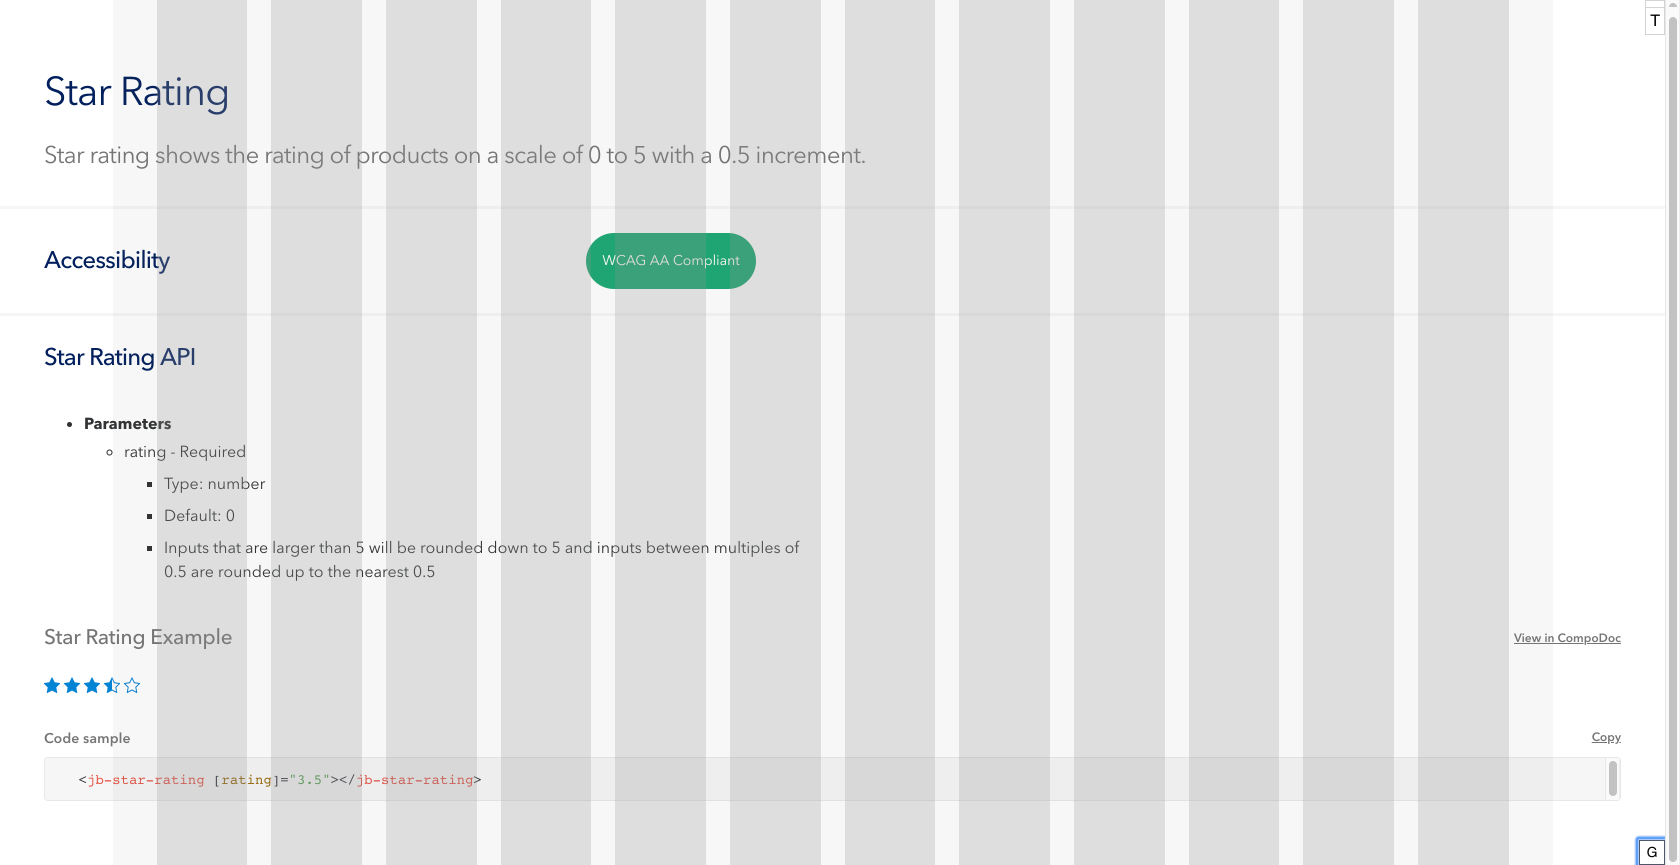 T
Star Rating
Star rating shows the rating of products on a scale of 0 to 5 with a 0.5 increment.
Accessibility
WCAG AA Compliant
Star Rating API
Parameters
rating - Required
Type: number
Default: 0
Inputs that are larger than 5 will be rounded down to 5 and inputs between multiples of
0.5 are rounded up to the nearest 0.5
Star Rating Example
View in CompoDoc
Code sample
Copy
<jb-star-rating [rating]="3.5"></jb-star-rating>
G